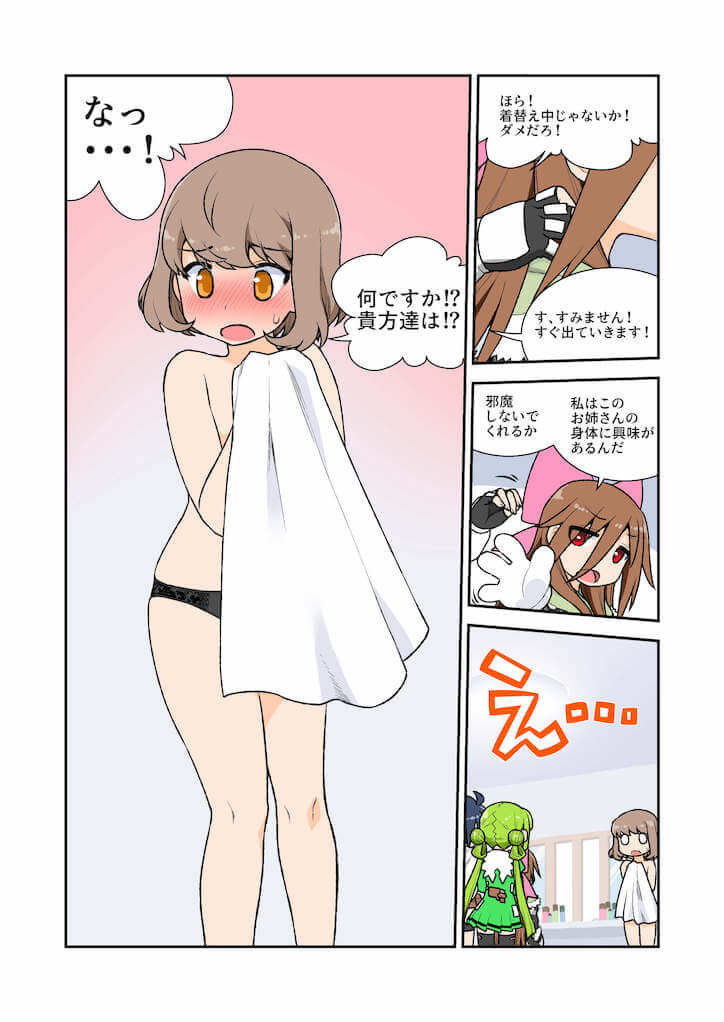 なっ
・・・!
何ですか!?
貴方達は!?
ほら!
着替え中じゃないか!
ダメだろ!
す、すみません!
すぐ出ていきます!
邪魔
しないで
くれるか
私はこの
お姉さんの
身体に興味が
あるんだ
え・・・